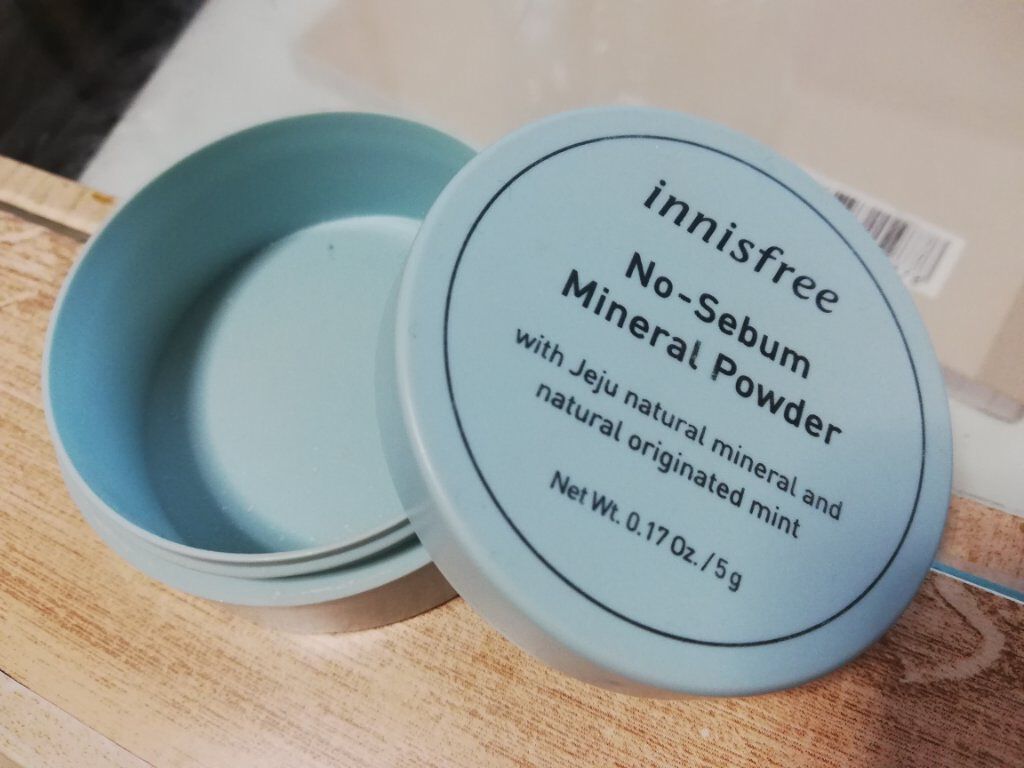 innisfree
No-Sebum
Mineral Powder
with Jeju natural mineral and
natural originated mint
Net Wt. 0.17 Oz. / 5 g